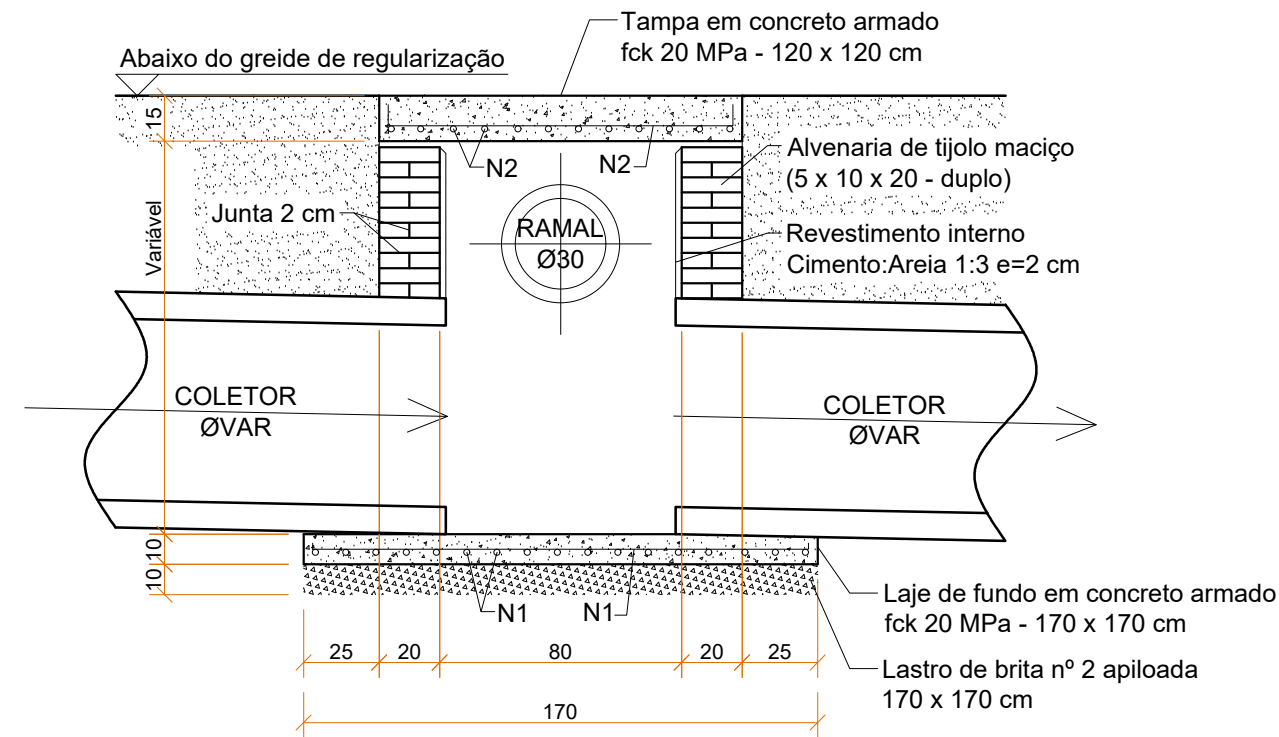 Tampa em concreto armado
fck 20 MPa - 120 x 120 cm
Abaixo do greide de regularização
15
N2
N2
Alvenaria de tijolo maciço
(5 x 10 x 20 - duplo)
Variável
Junta 2 cm
RAMAL
Ø30
Revestimento interno
Cimento:Areia 1:3 e=2 cm
COLETOR
ØVAR
COLETOR
ØVAR
10
10
N1
N1
Laje de fundo em concreto armado
fck 20 MPa - 170 x 170 cm
25
20
80
20
25
Lastro de brita nº 2 apiloada
170 x 170 cm
170